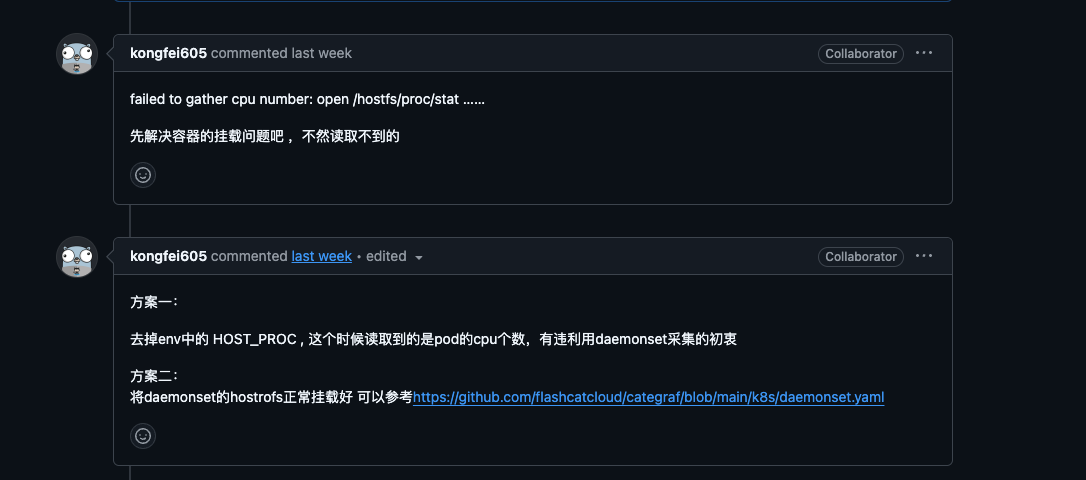 kongfei605 commented last week
Collaborator ···
failed to gather cpu number: open /hostfs/proc/stat ......
先解决容器的挂载问题吧 ，不然读取不到的
kongfei605 commented last week • edited
Collaborator ···
方案一：
去掉env中的 HOST_PROC , 这个时候读取到的是pod的cpu个数，有违利用daemonset采集的初衷
方案二：
将daemonset的hostrofs正常挂载好 可以参考https://github.com/flashcatcloud/categraf/blob/main/k8s/daemonset.yaml